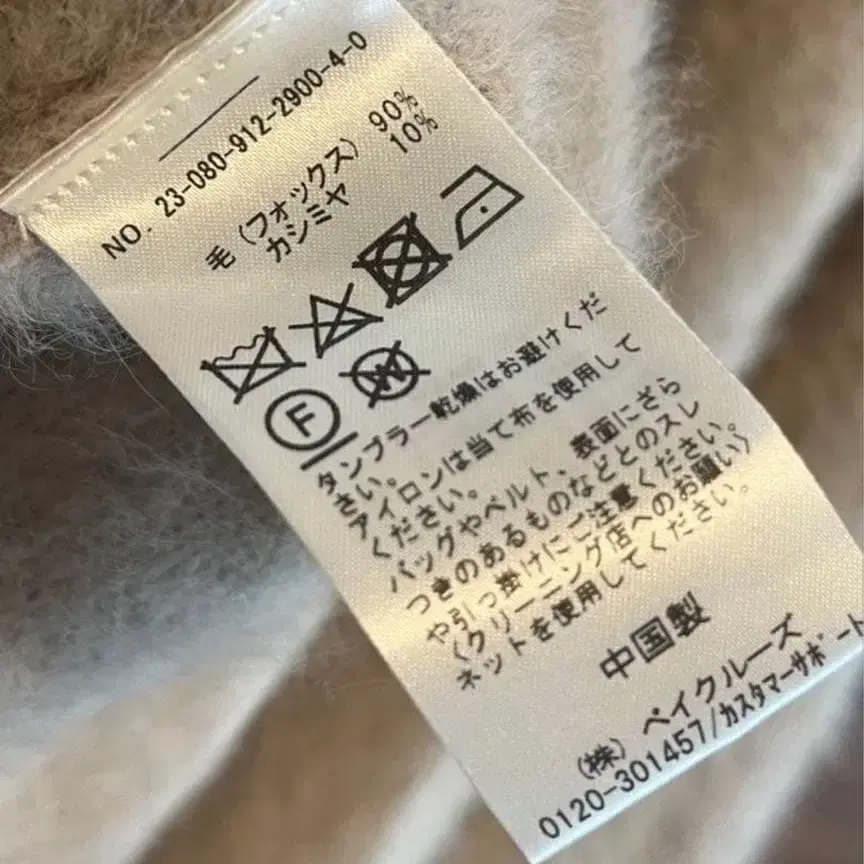 NO. 23-080-912-2900-4-0
毛（フォックス） 90%
カシミヤ 10%
F
W
タンブラー乾燥はお避けくだ
さい。
アイロンは当て布を使用して
ください。
バッグやベルト、表面にざら
つきのあるものなどとのスレ
や引っ掛けにご注意ください。
〈クリーニング店へのお願い〉
ネットを使用してください。
中国製
（株）ベイクルーズ
0120-301457/カスタマーサポート